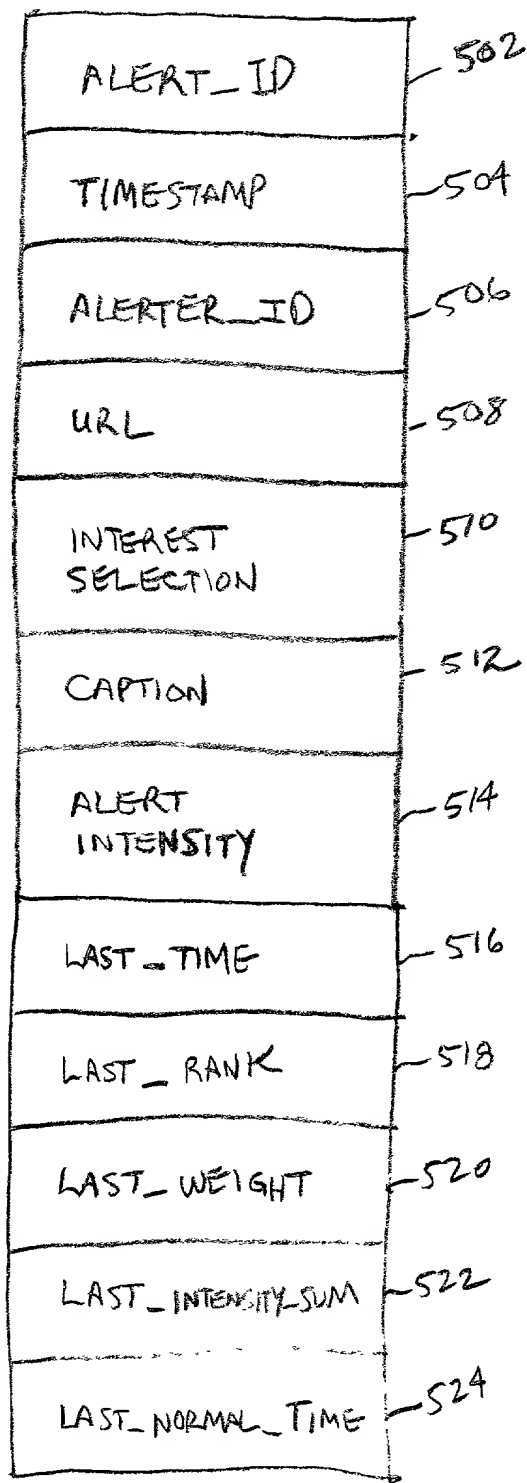 ALERT_ID 502
TIMESTAMP 504
ALERTER_ID 506
URL 508
INTEREST 510
SELECTION
CAPTION 512
ALERT 514
INTENSITY
LAST_TIME 516
LAST_RANK 518
LAST_WEIGHT 520
LAST_INTENSITY_SUM 522
LAST_NORMAL_TIME 524